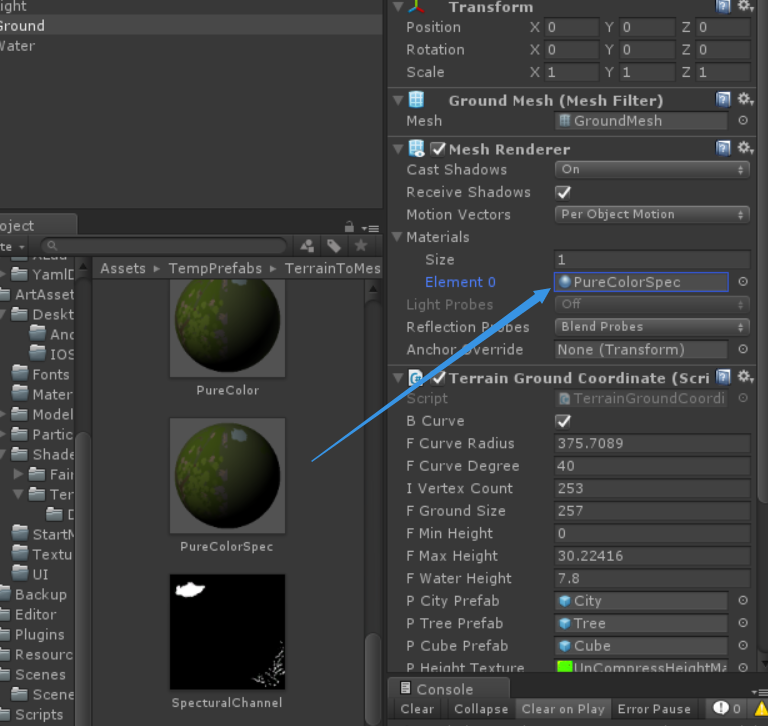 ight
Ground
Water
oject
te
YamlD
ArtAsset
Deskt
And
IOS
Fonts
Mater
Model
Partic
Shade
Fair
Ter
D
StartM
Textu
UI
Backup
Editor
Plugins
Resourc
Scenes
Scene
Scripts
Assets ▸ TempPrefabs ▸ TerrainToMes
PureColor
PureColorSpec
SpecturalChannel
Transform
Position X 0 Y 0 Z 0
Rotation X 0 Y 0 Z 0
Scale X 1 Y 1 Z 1
Ground Mesh (Mesh Filter)
Mesh GroundMesh
Mesh Renderer
Cast Shadows On
Receive Shadows
Motion Vectors Per Object Motion
Materials
Size 1
Element 0 PureColorSpec
Light Probes Off
Reflection Probes Blend Probes
Anchor Override None (Transform)
Terrain Ground Coordinate (Scri
Script TerrainGroundCoordi
B Curve
F Curve Radius 375.7089
F Curve Degree 40
I Vertex Count 253
F Ground Size 257
F Min Height 0
F Max Height 30.22416
F Water Height 7.8
P City Prefab City
P Tree Prefab Tree
P Cube Prefab Cube
P Height Texture UnCompressHeightMa
Console
Clear Collapse Clear on Play Error Pause 0